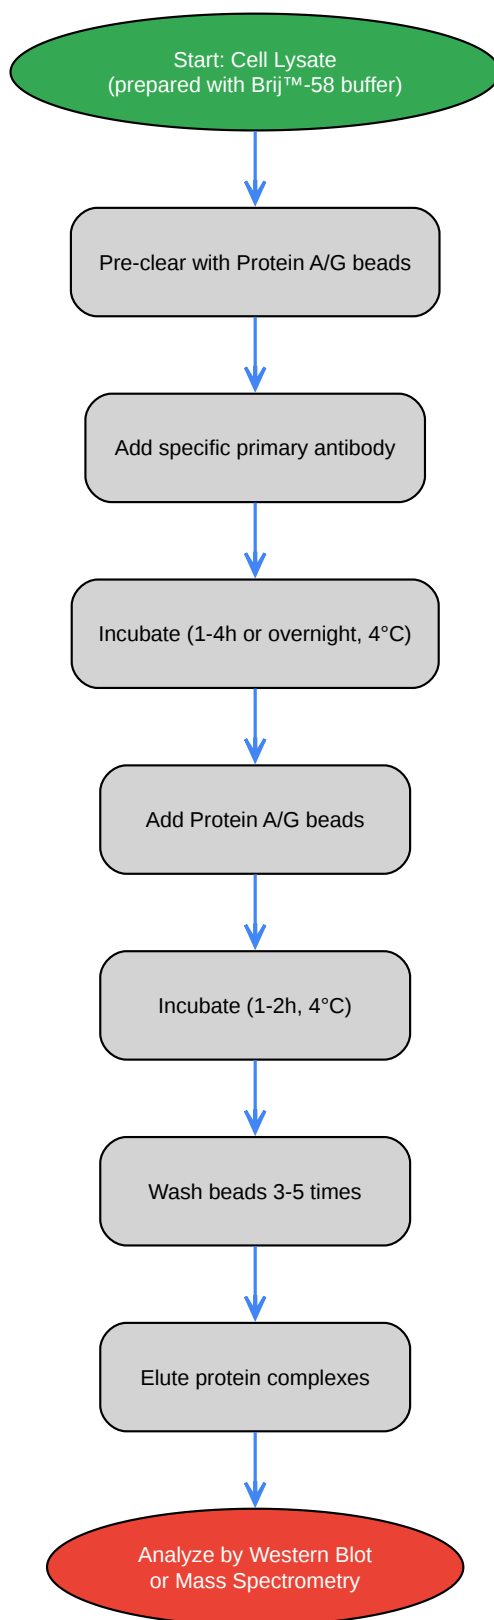 Start: Cell Lysate
(prepared with Brij™-58 buffer)
Pre-clear with Protein A/G beads
Add specific primary antibody
Incubate (1-4h or overnight, 4°C)
Add Protein A/G beads
Incubate (1-2h, 4°C)
Wash beads 3-5 times
Elute protein complexes
Analyze by Western Blot
or Mass Spectrometry